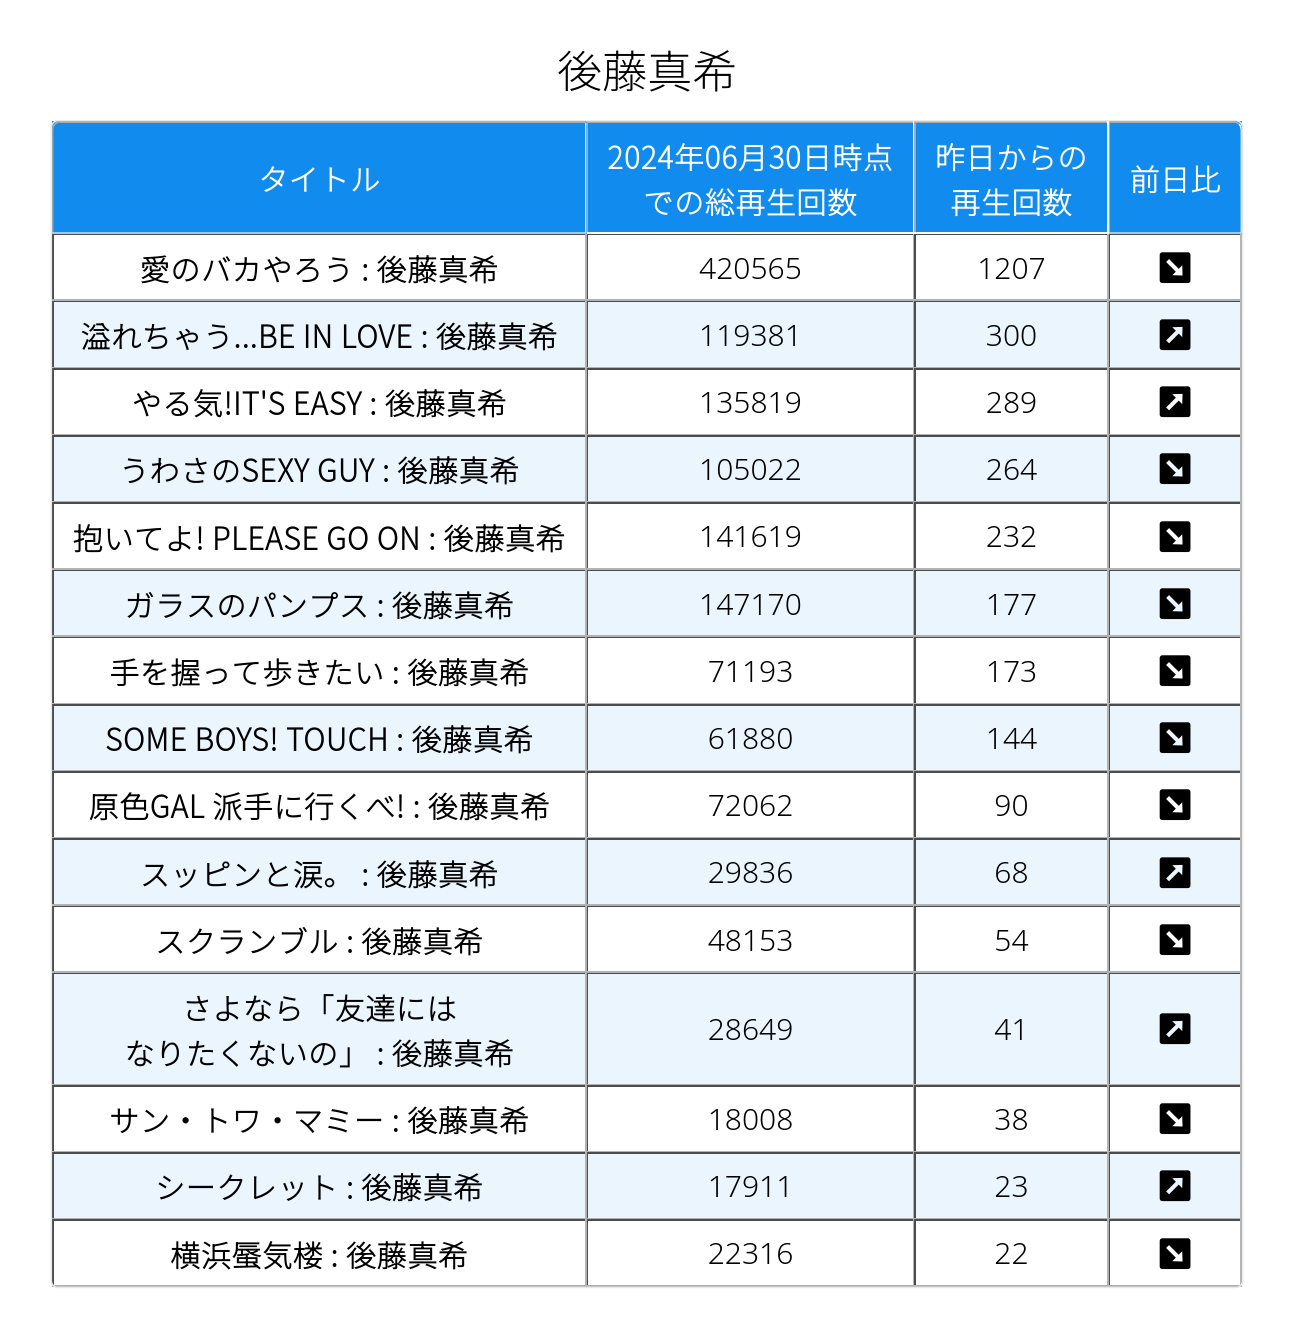 後藤真希
タイトル 2024年06月30日時点 昨日からの 前日比
での総再生回数 再生回数
愛のバカやろう : 後藤真希 420565 1207
溢れちゃう...BE IN LOVE : 後藤真希 119381 300
やる気!IT'S EASY : 後藤真希 135819 289
うわさのSEXY GUY : 後藤真希 105022 264
抱いてよ! PLEASE GO ON : 後藤真希 141619 232
ガラスのパンプス : 後藤真希 147170 177
手を握って歩きたい : 後藤真希 71193 173
SOME BOYS! TOUCH : 後藤真希 61880 144
原色GAL 派手に行くべ! : 後藤真希 72062 90
スッピンと涙。 : 後藤真希 29836 68
スクランブル : 後藤真希 48153 54
さよなら「友達には
なりたくないの」 : 後藤真希 28649 41
サン・トワ・マミー : 後藤真希 18008 38
シークレット : 後藤真希 17911 23
横浜蜃気楼 : 後藤真希 22316 22